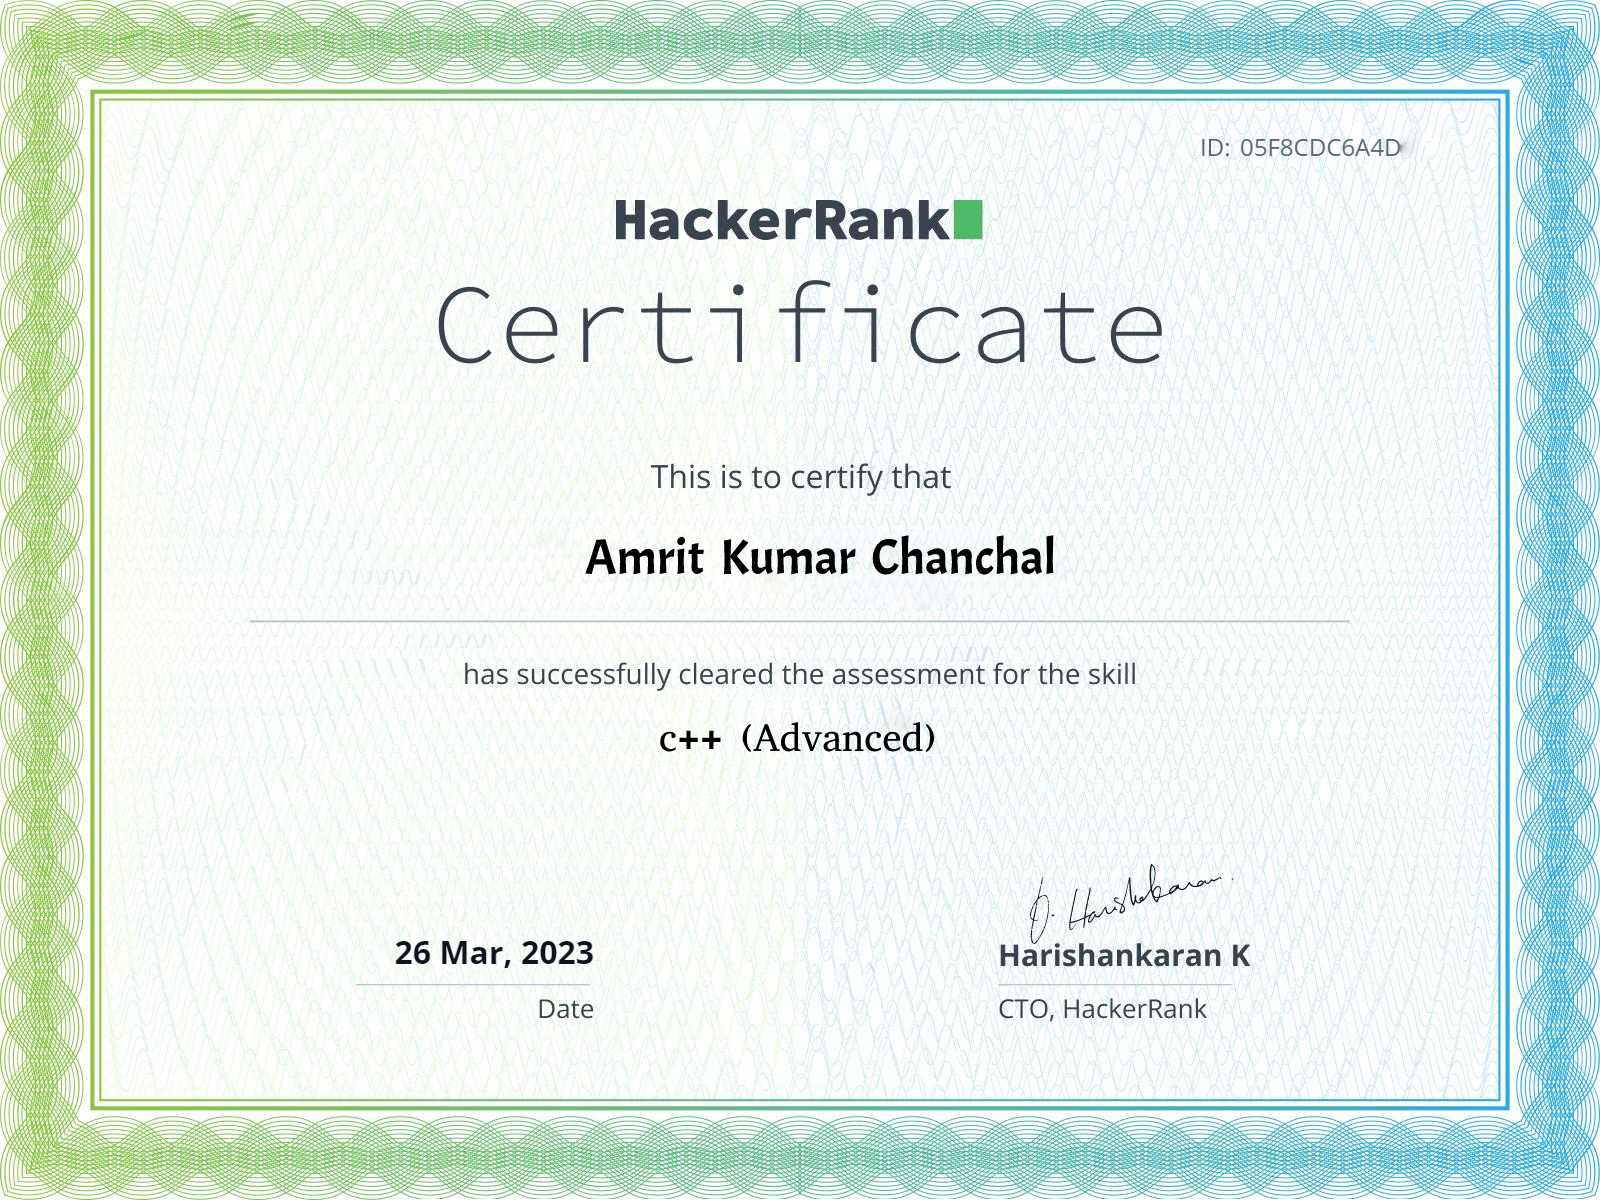 ID: 05F8CDC6A4D
HackerRank
Certificate
This is to certify that
Amrit Kumar Chanchal
has successfully cleared the assessment for the skill
c++ (Advanced)
D. Harishankaran.
26 Mar, 2023
Harishankaran K
Date
CTO, HackerRank